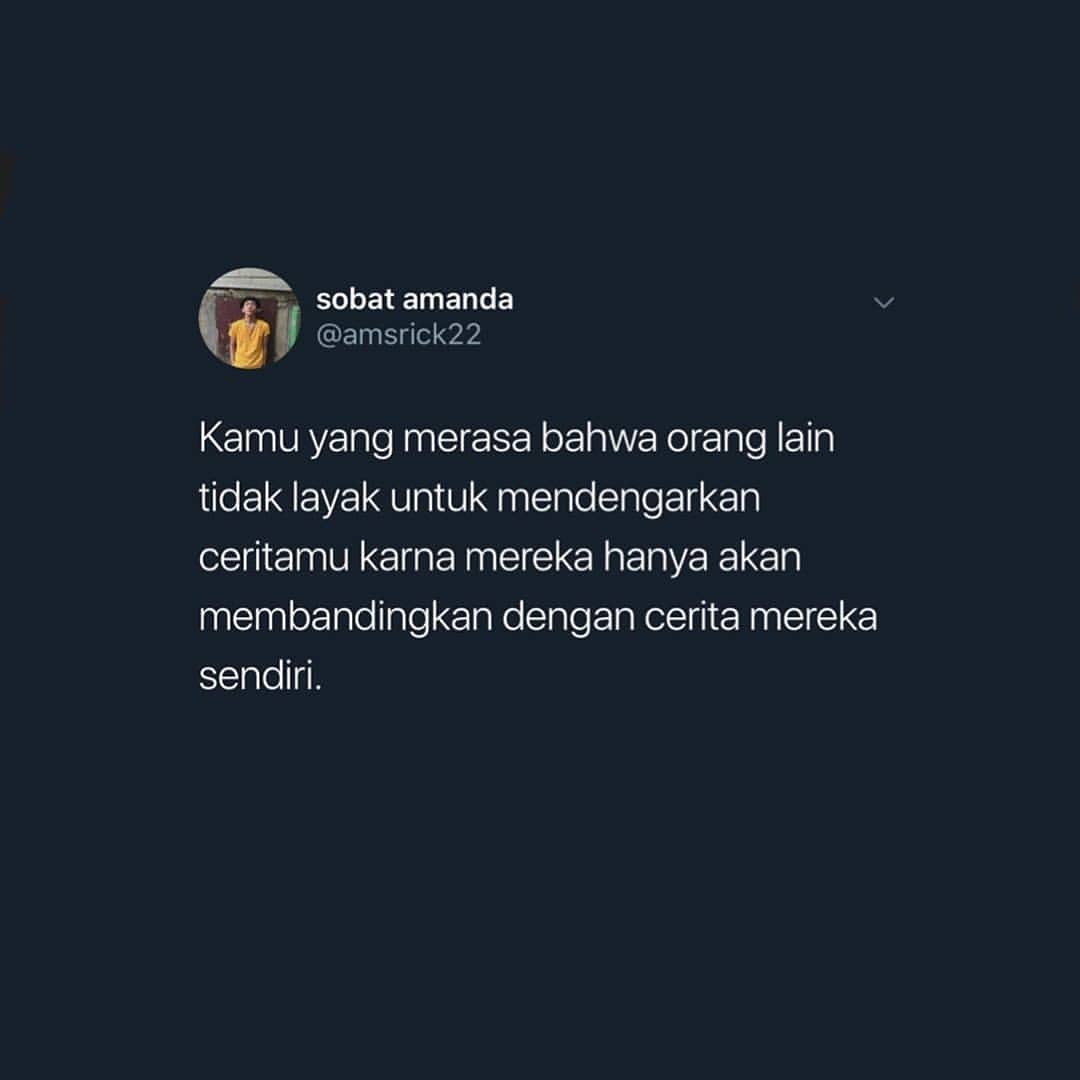 sobat amanda
@amsrick22
Kamu yang merasa bahwa orang lain
tidak layak untuk mendengarkan
ceritamu karna mereka hanya akan
membandingkan dengan cerita mereka
sendiri.